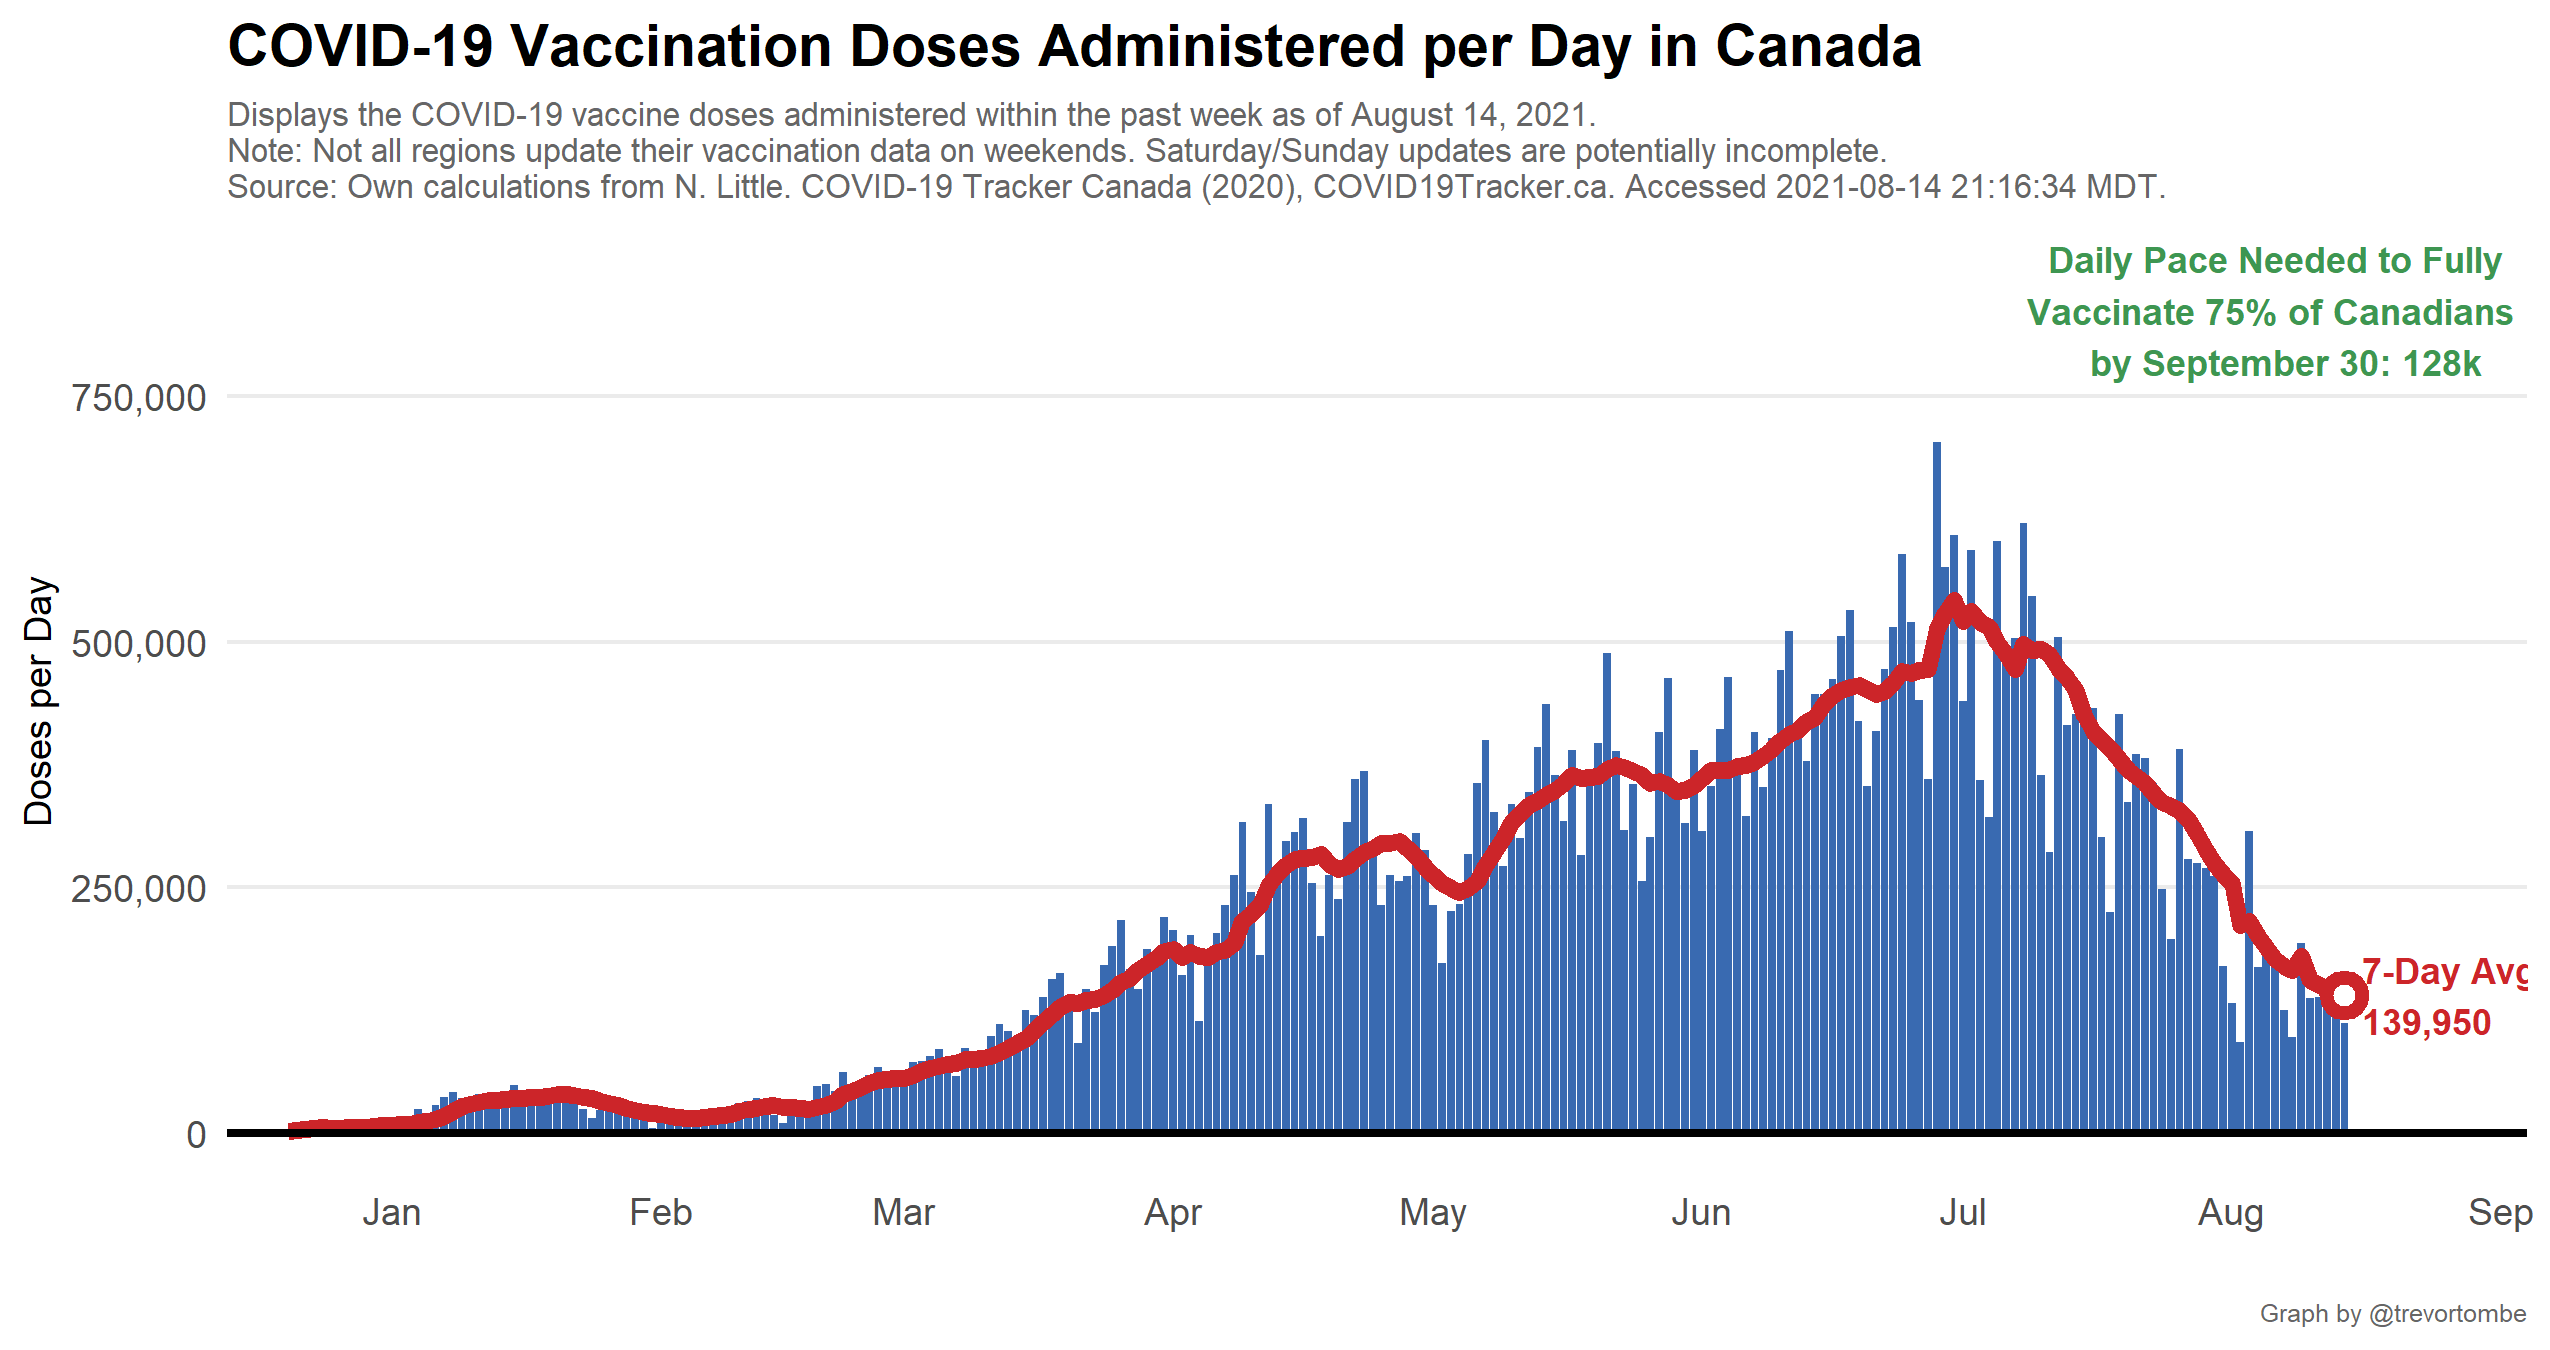 COVID-19 Vaccination Doses Administered per Day in Canada
Displays the COVID-19 vaccine doses administered within the past week as of August 14, 2021.
Note: Not all regions update their vaccination data on weekends. Saturday/Sunday updates are potentially incomplete.
Source: Own calculations from N. Little. COVID-19 Tracker Canada (2020), COVID19Tracker.ca. Accessed 2021-08-14 21:16:34 MDT.
Daily Pace Needed to Fully
Vaccinate 75% of Canadians
by September 30: 128k
Doses per Day
750,000
500,000
250,000
0
7-Day Avg
139,950
Jan
Feb
Mar
Apr
May
Jun
Jul
Aug
Sep
Graph by @trevortombe